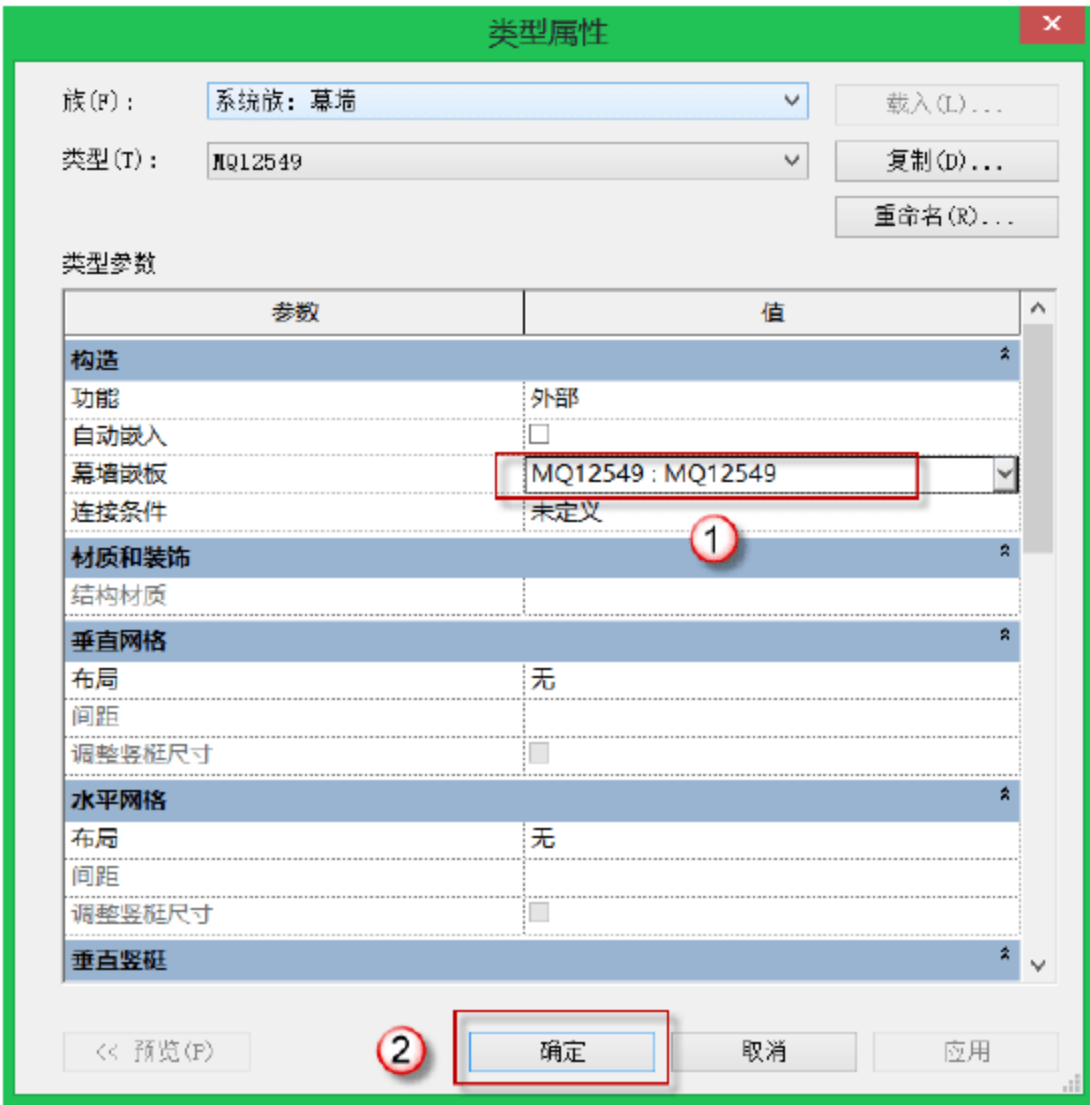 类型属性
族(F)： 系统族：幕墙 载入(L)...
类型(T)： MQ12549 复制(D)...
重命名(R)...
类型参数
参数 值
构造
功能 外部
自动嵌入
幕墙嵌板 MQ12549 : MQ12549
连接条件 未定义
1
材质和装饰
结构材质
垂直网格
布局 无
间距
调整竖梃尺寸
水平网格
布局 无
间距
调整竖梃尺寸
垂直竖梃
<< 预览(P) 2 确定 取消 应用